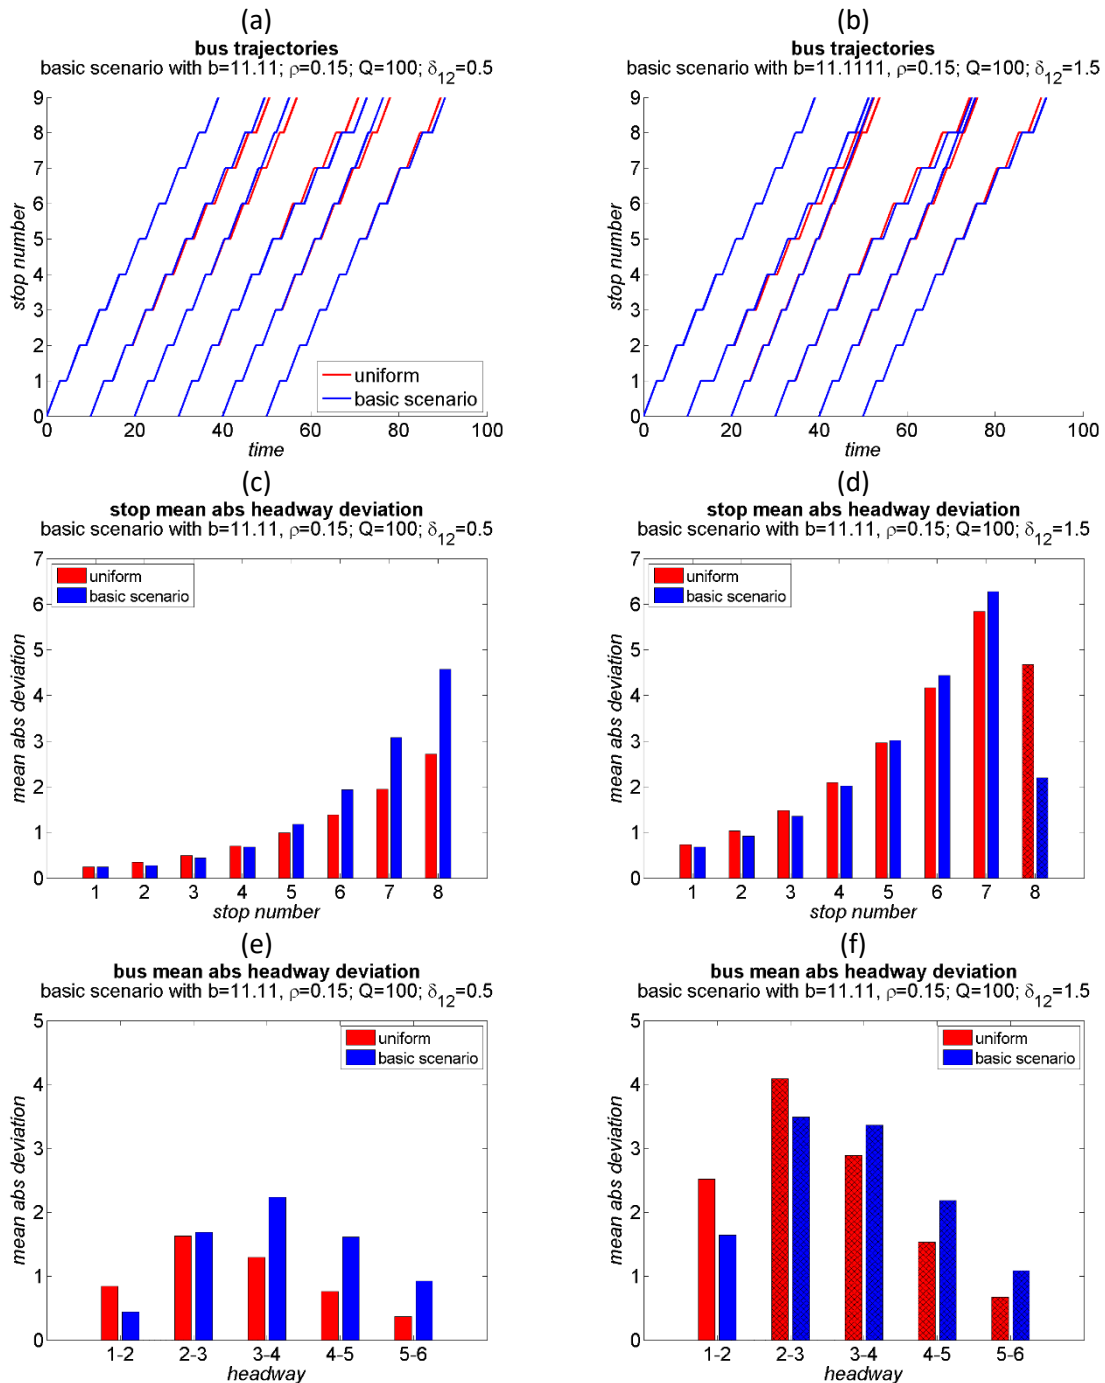 (a)
bus trajectories
basic scenario with b=11.11; ρ=0.15; Q=100; δ12=0.5
9
8
7
6
5
4
3
2
1
0
stop number
uniform
basic scenario
0 20 40 60 80 100
time
(b)
bus trajectories
basic scenario with b=11.1111, ρ=0.15; Q=100; δ12=1.5
9
8
7
6
5
4
3
2
1
0
stop number
0 20 40 60 80 100
time
(c)
stop mean abs headway deviation
basic scenario with b=11.11, ρ=0.15; Q=100; δ12=0.5
7
6
5
4
3
2
1
0
mean abs deviation
uniform
basic scenario
1 2 3 4 5 6 7 8
stop number
(d)
stop mean abs headway deviation
basic scenario with b=11.11, ρ=0.15; Q=100; δ12=1.5
7
6
5
4
3
2
1
0
mean abs deviation
uniform
basic scenario
1 2 3 4 5 6 7 8
stop number
(e)
bus mean abs headway deviation
basic scenario with b=11.11, ρ=0.15; Q=100; δ12=0.5
5
4
3
2
1
0
mean abs deviation
uniform
basic scenario
1-2 2-3 3-4 4-5 5-6
headway
(f)
bus mean abs headway deviation
basic scenario with b=11.11, ρ=0.15; Q=100; δ12=1.5
5
4
3
2
1
0
mean abs deviation
uniform
basic scenario
1-2 2-3 3-4 4-5 5-6
headway